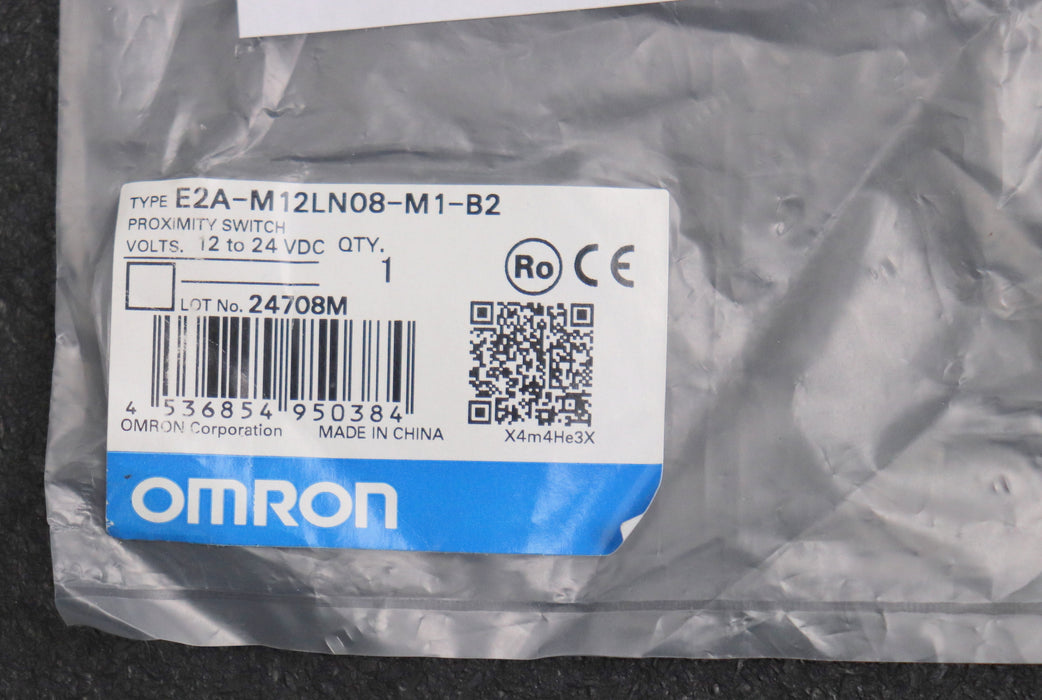 TYPE E2A-M12LN08-M1-B2
PROXIMITY SWITCH
VOLTS. 12 to 24 VDC QTY.
1
Ro CE
LOT No. 24708M
4 536854 950384
OMRON Corporation MADE IN CHINA
X4m4He3X
OMRON